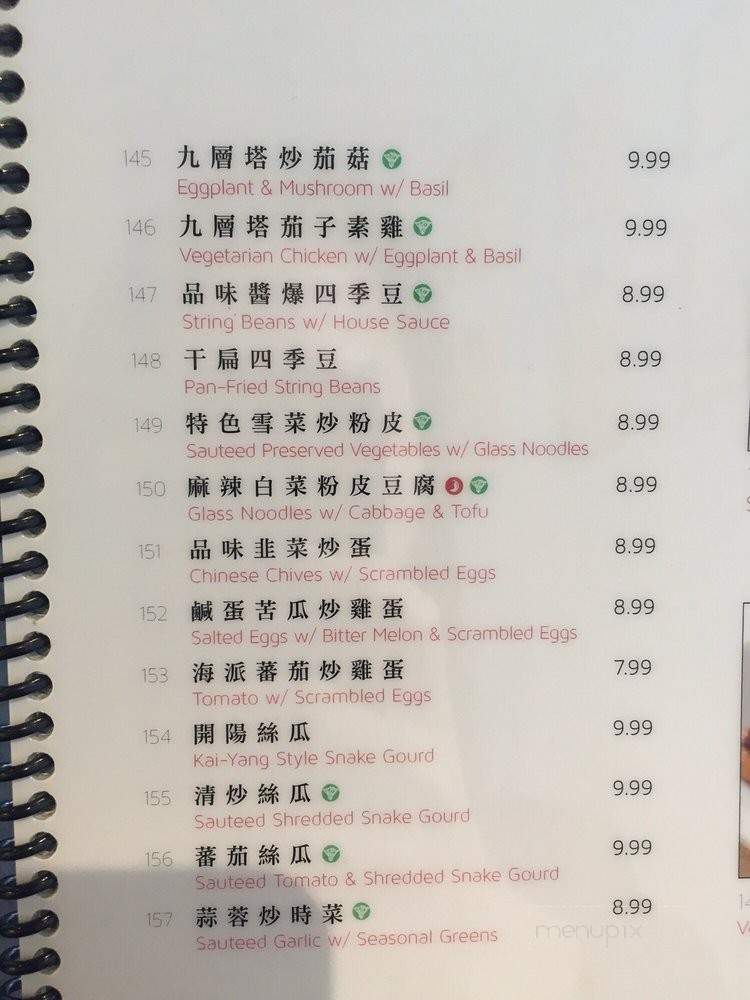 145 九層塔炒茄菇 9.99
Eggplant & Mushroom w/ Basil
146 九層塔茄子素雞 9.99
Vegetarian Chicken w/ Eggplant & Basil
147 品味醬爆四季豆 8.99
String Beans w/ House Sauce
148 干扁四季豆 8.99
Pan-Fried String Beans
149 特色雪菜炒粉皮 8.99
Sauteed Preserved Vegetables w/ Glass Noodles
150 麻辣白菜粉皮豆腐 8.99
Glass Noodles w/ Cabbage & Tofu
151 品味韭菜炒蛋 8.99
Chinese Chives w/ Scrambled Eggs
152 鹹蛋苦瓜炒雞蛋 8.99
Salted Eggs w/ Bitter Melon & Scrambled Eggs
153 海派蕃茄炒雞蛋 7.99
Tomato w/ Scrambled Eggs
154 開陽絲瓜 9.99
Kai-Yang Style Snake Gourd
155 清炒絲瓜 9.99
Sauteed Shredded Snake Gourd
156 蕃茄絲瓜 9.99
Sauteed Tomato & Shredded Snake Gourd
157 蒜蓉炒時菜 8.99
Sauteed Garlic w/ Seasonal Greens
menupix